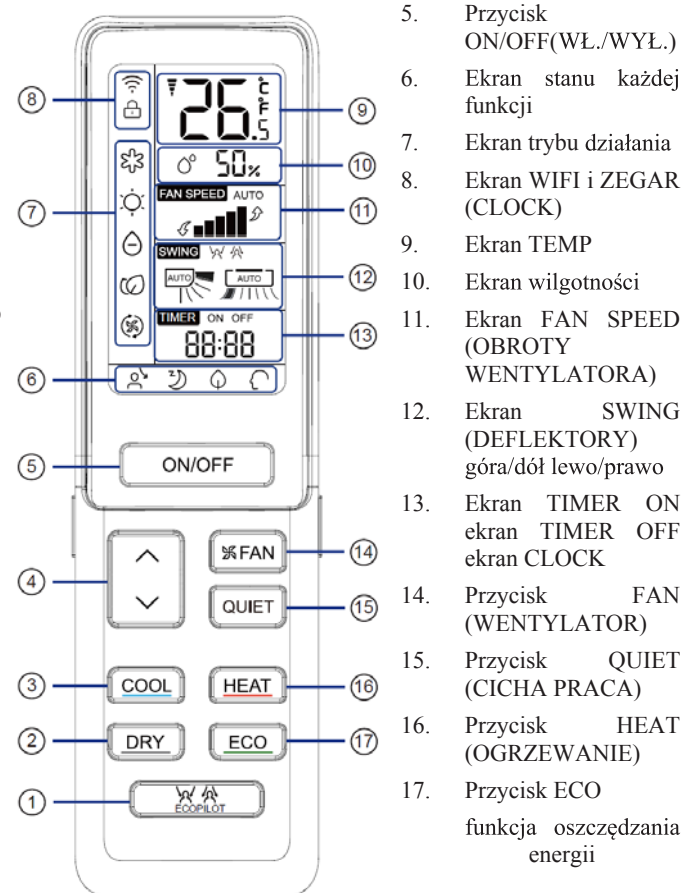 8
26.5
°C
°F
9
50%
10
7
FAN SPEED AUTO
11
SWING
AUTO
AUTO
12
TIMER ON OFF
88:88
13
6
5
ON/OFF
4
FAN
14
QUIET
15
3
COOL
HEAT
16
2
DRY
ECO
17
1
ECOPILOT
5. Przycisk
ON/OFF(WŁ./WYŁ.)
6. Ekran stanu każdej
funkcji
7. Ekran trybu działania
8. Ekran WIFI i ZEGAR
(CLOCK)
9. Ekran TEMP
10. Ekran wilgotności
11. Ekran FAN SPEED
(OBROTY
WENTYLATORA)
12. Ekran SWING
(DEFLEKTORY)
góra/dół lewo/prawo
13. Ekran TIMER ON
ekran TIMER OFF
ekran CLOCK
14. Przycisk FAN
(WENTYLATOR)
15. Przycisk QUIET
(CICHA PRACA)
16. Przycisk HEAT
(OGRZEWANIE)
17. Przycisk ECO
funkcja oszczędzania
energii